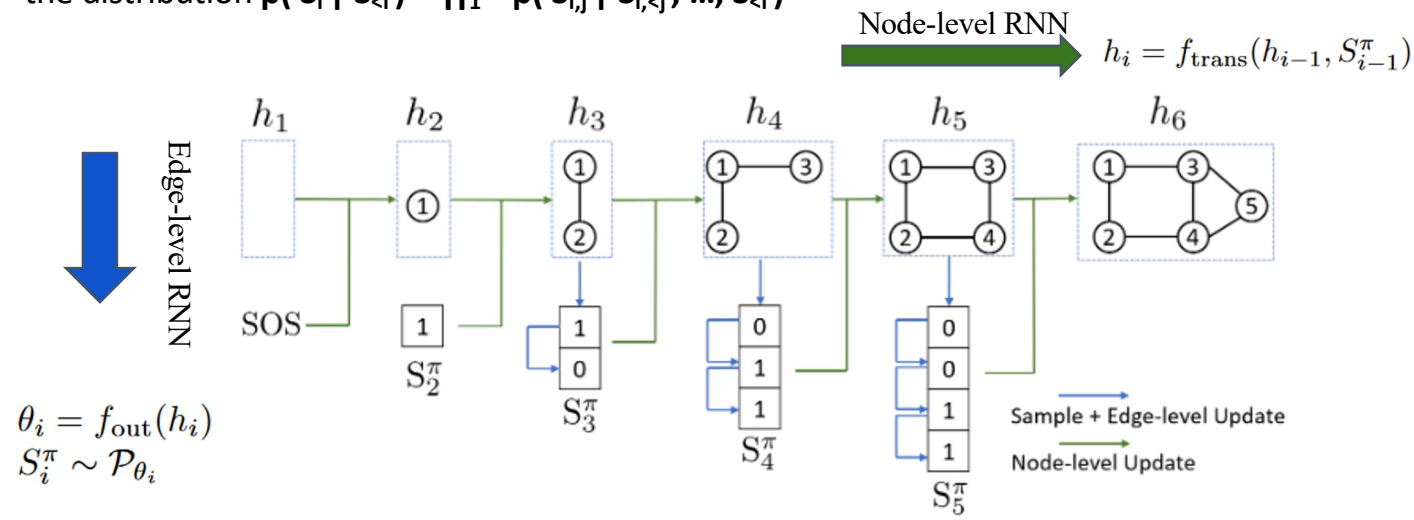 Node-level RNN
h_i = f_trans(h_{i-1}, S^π_{i-1})
h_1 h_2 h_3 h_4 h_5 h_6
Edge-level RNN
1
1
2
1 3
2
1 3
2 4
1 3
5
2 4
SOS
1
S^π_2
1
0
S^π_3
0
1
1
S^π_4
0
0
1
1
S^π_5
θ_i = f_out(h_i)
S^π_i ∼ P_{θ_i}
Sample + Edge-level Update
Node-level Update